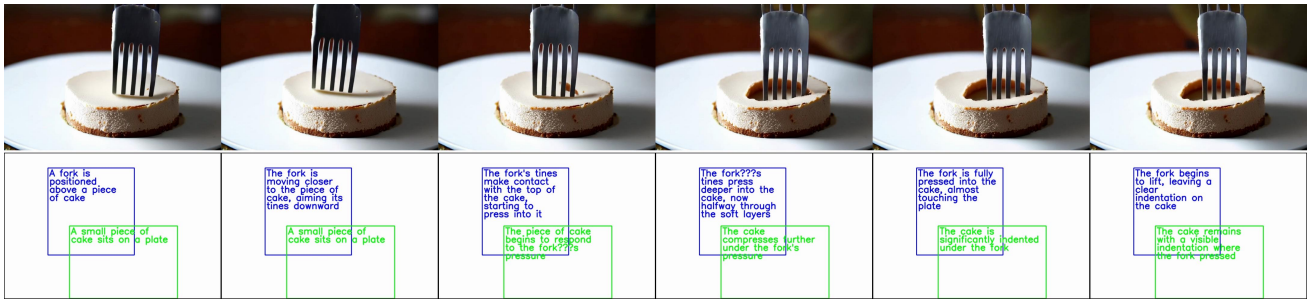 A fork is
positioned
above a piece
of cake
A small piece of
cake sits on a plate
The fork is
moving closer
to the piece of
cake, aiming its
tines downward
A small piece of
cake sits on a plate
The fork's tines
make contact
with the top of
the cake,
starting to
press into it
The piece of cake
begins to respond
to the fork???s
pressure
The fork???s
tines press
deeper into the
cake, now
halfway through
the soft layers
The cake
compresses further
under the fork's
pressure
The fork is fully
pressed into the
cake, almost
touching the
plate
The cake is
significantly indented
under the fork
The fork begins
to lift, leaving a
clear
indentation on
the cake
The cake remains
with a visible
indentation where
the fork pressed